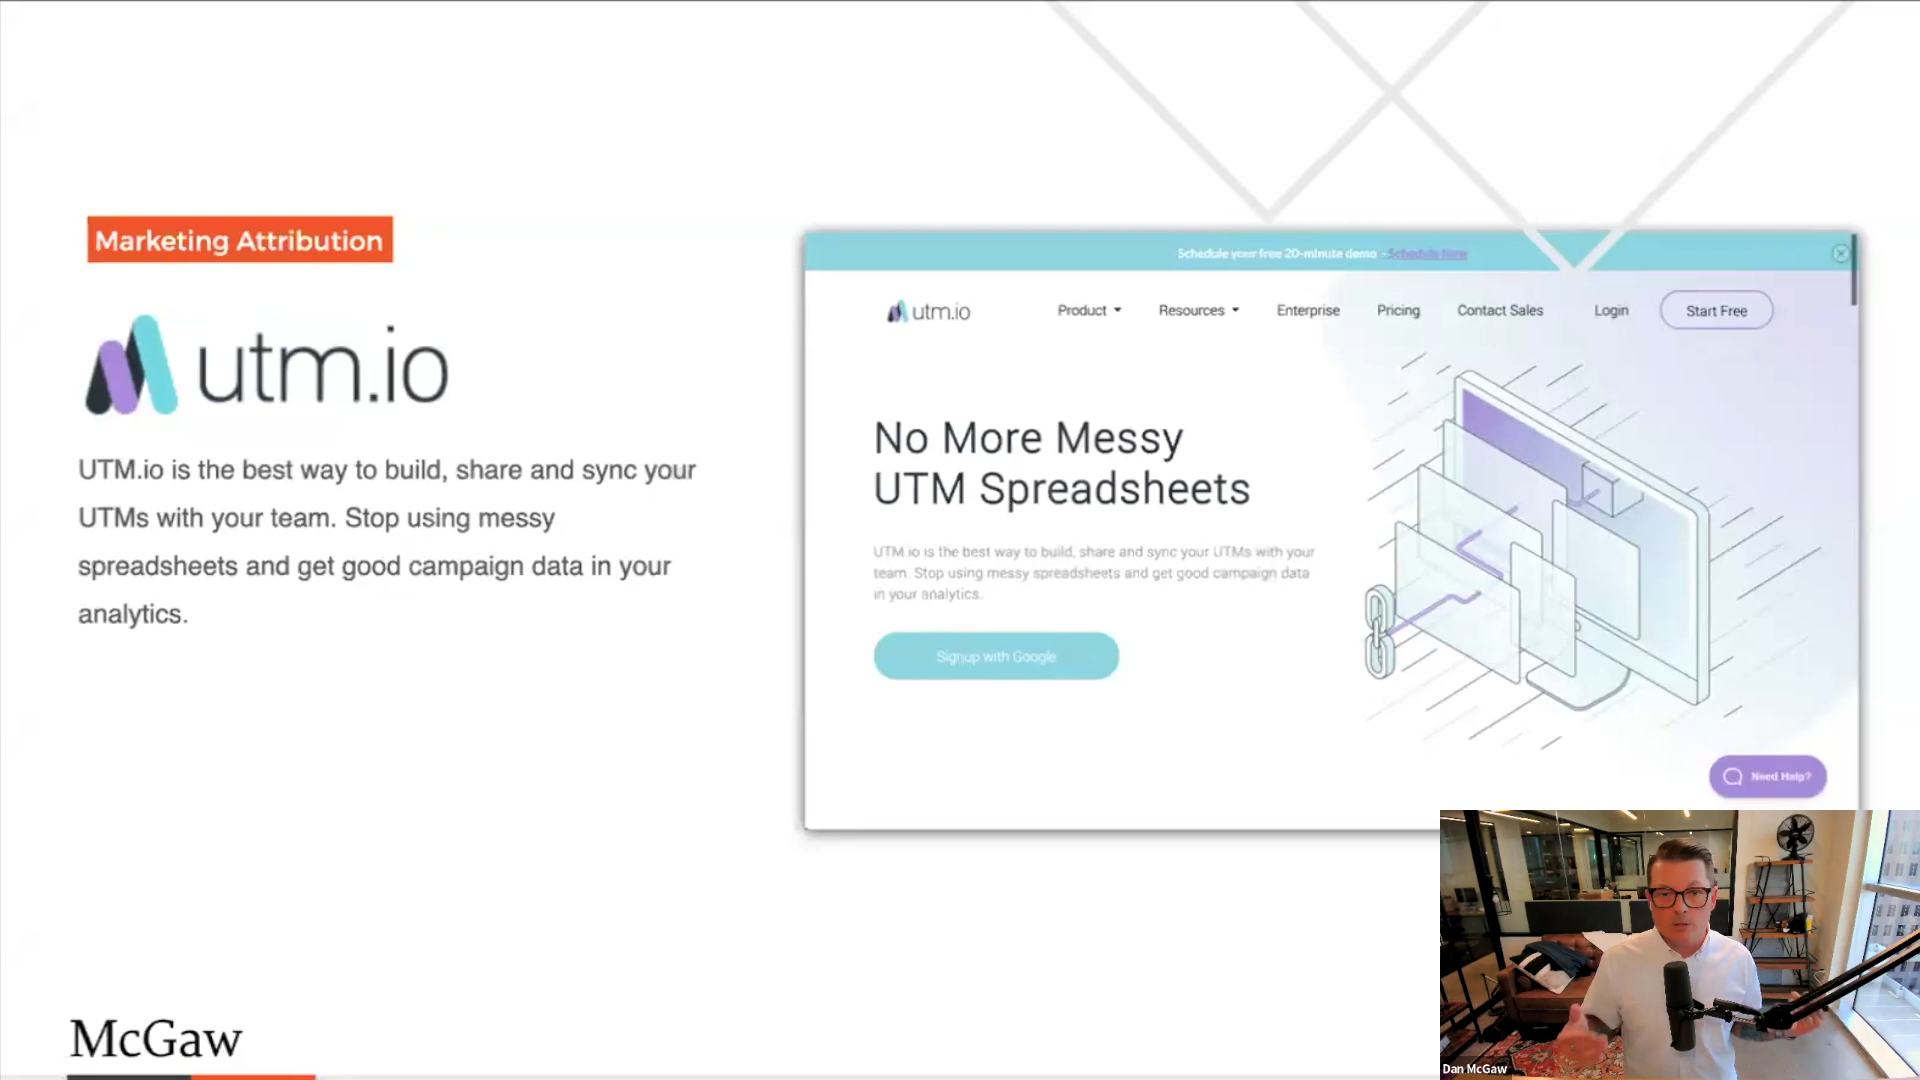 Marketing Attribution
utm.io
UTM.io is the best way to build, share and sync your
UTMs with your team. Stop using messy
spreadsheets and get good campaign data in your
analytics.
Schedule your free 20-minute demo - Schedule Now
utm.io Product Resources Enterprise Pricing Contact Sales Login Start Free
No More Messy
UTM Spreadsheets
UTM.io is the best way to build, share and sync your UTMs with your
team. Stop using messy spreadsheets and get good campaign data
in your analytics.
Signup with Google
Need Help?
McGaw
Dan McGaw